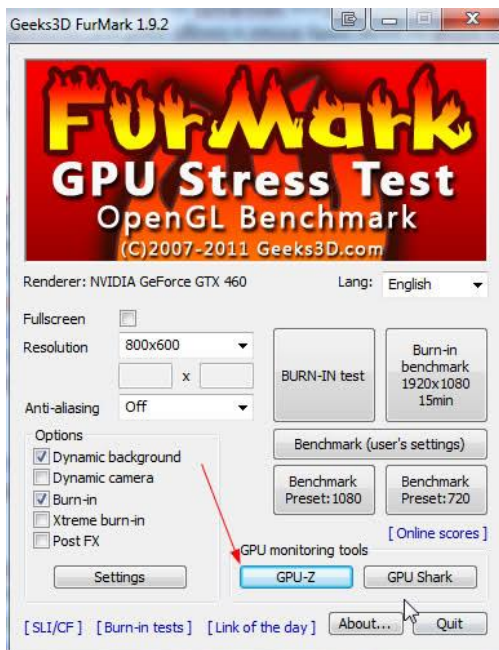 Geeks3D FurMark 1.9.2
FurMark
GPU Stress Test
OpenGL Benchmark
(C)2007-2011 Geeks3D.com
Renderer: NVIDIA GeForce GTX 460
Lang: English
Fullscreen
Resolution 800x600
x
Anti-aliasing Off
BURN-IN test
Burn-in
benchmark
1920x1080
15min
Options
Dynamic background
Dynamic camera
Burn-in
Xtreme burn-in
Post FX
Settings
Benchmark (user's settings)
Benchmark
Preset:1080
Benchmark
Preset:720
[ Online scores ]
GPU monitoring tools
GPU-Z
GPU Shark
[ SLI/CF ] [ Burn-in tests ] [ Link of the day ]
About...
Quit